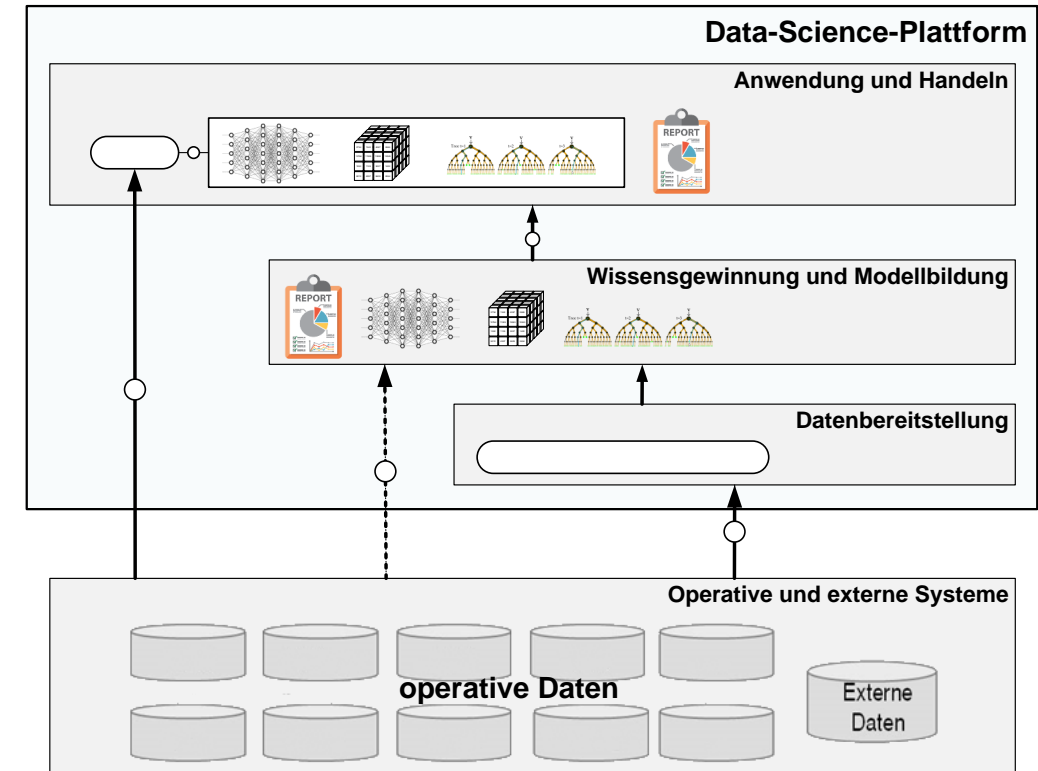 Data-Science-Plattform
Anwendung und Handeln
REPORT
Wissensgewinnung und Modellbildung
REPORT
Datenbereitstellung
Operative und externe Systeme
operative Daten
Externe
Daten